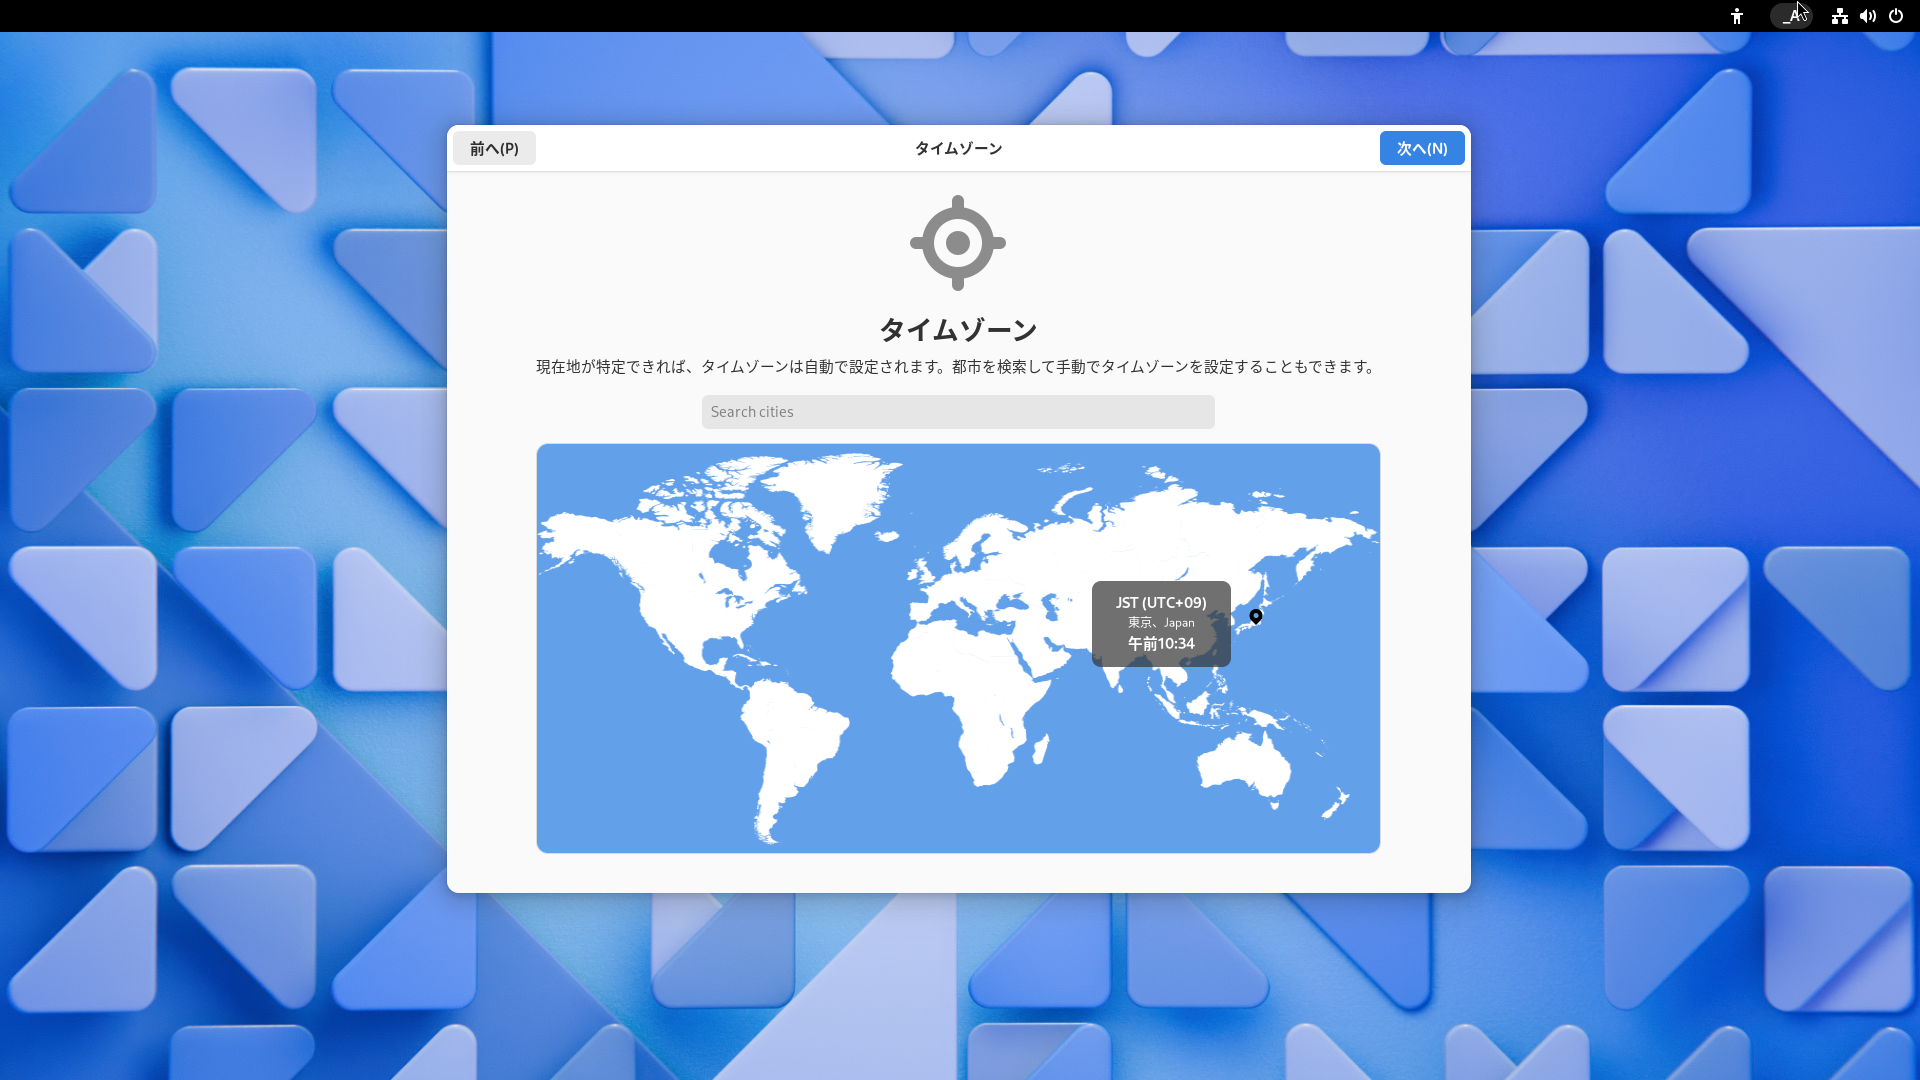 _A
前へ(P)
タイムゾーン
次へ(N)
タイムゾーン
現在地が特定できれば、タイムゾーンは自動で設定されます。都市を検索して手動でタイムゾーンを設定することもできます。
Search cities
JST (UTC+09)
東京、Japan
午前10:34